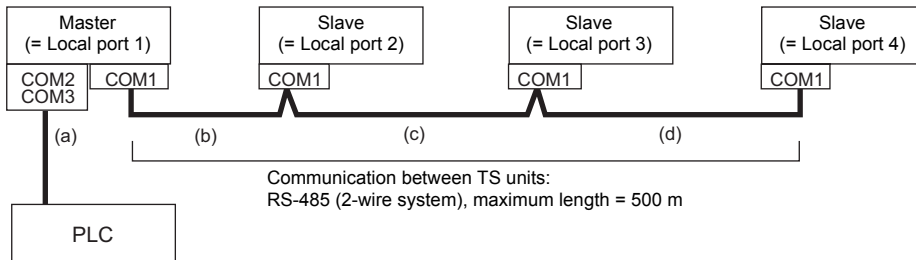 Master
(= Local port 1)
Slave
(= Local port 2)
Slave
(= Local port 3)
Slave
(= Local port 4)
COM2
COM3
COM1
COM1
COM1
COM1
(a)
(b)
(c)
(d)
Communication between TS units:
RS-485 (2-wire system), maximum length = 500 m
PLC